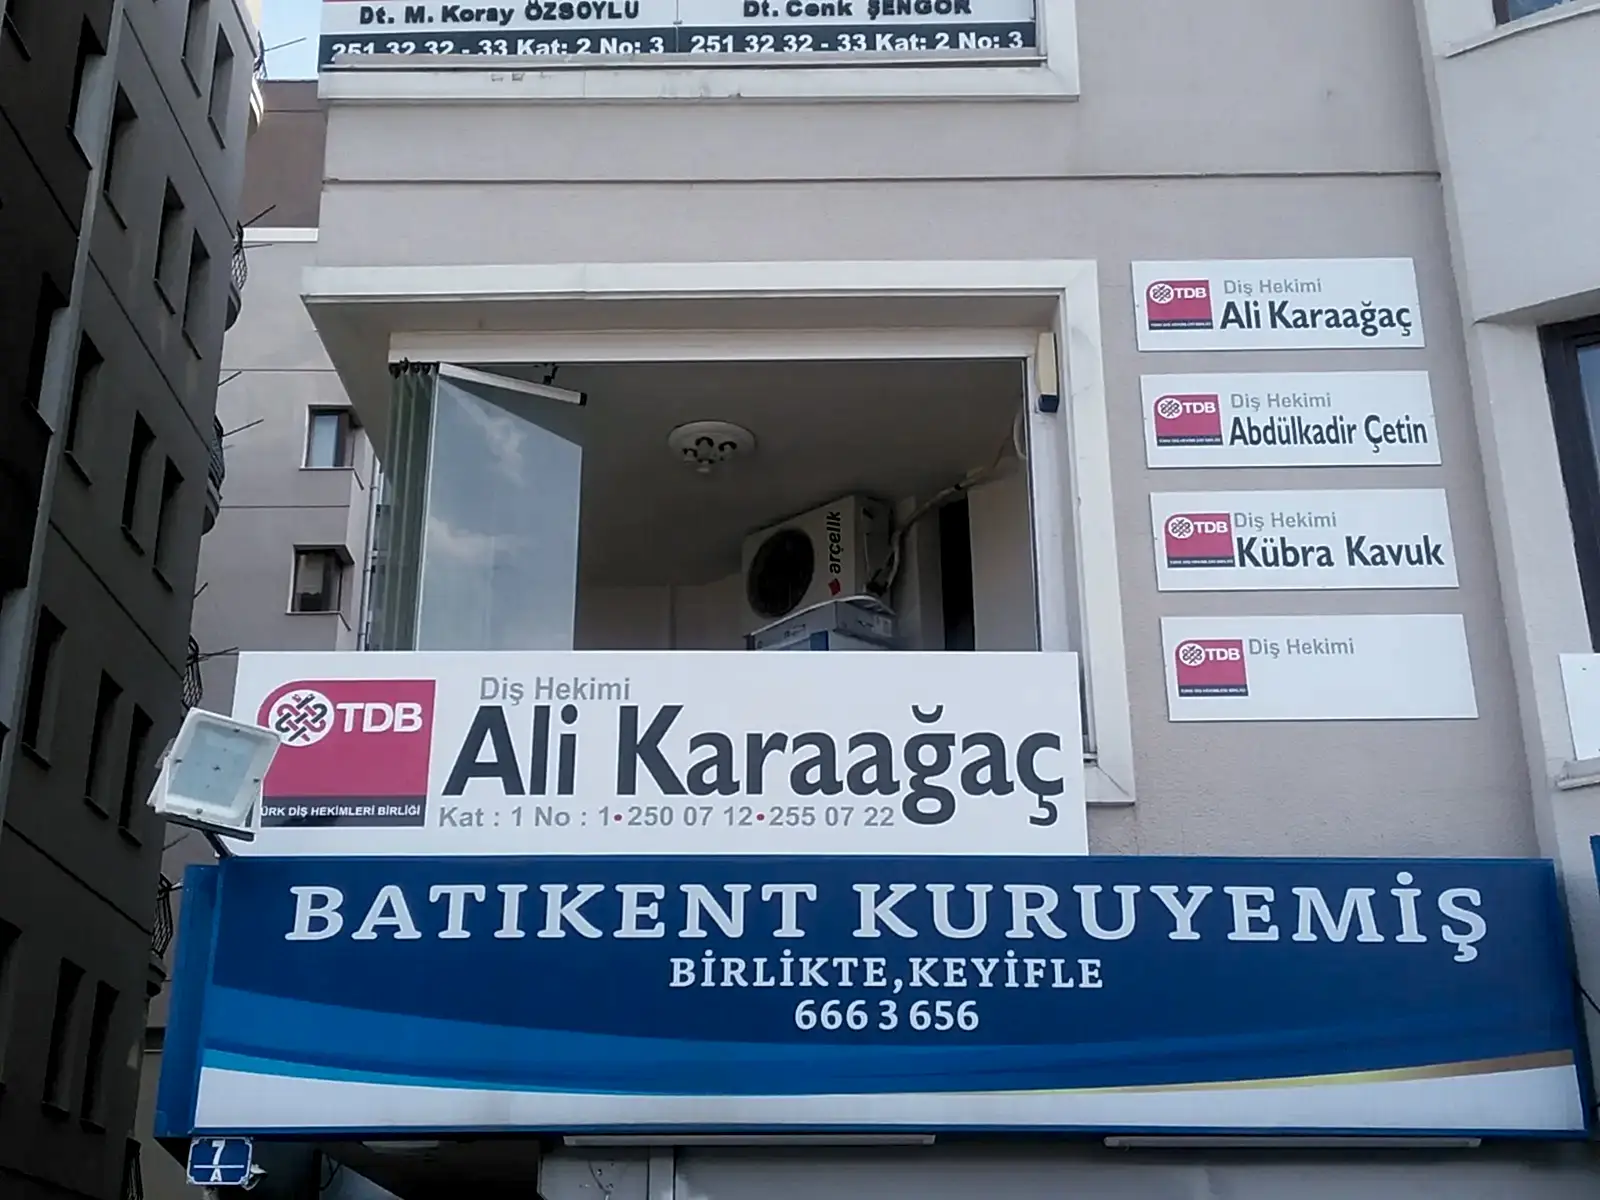 Dt. M. Koray ÖZSOYLU
251 32 32 - 33 Kat: 2 No: 3
Dt. Cenk ŞENGÖR
251 32 32 - 33 Kat: 2 No: 3
TDB
Diş Hekimi
Ali Karaağaç
TDB
Diş Hekimi
Abdülkadir Çetin
TDB
Diş Hekimi
Kübra Kavuk
TDB
Diş Hekimi
arçelik
TDB
ÜRK DİŞ HEKİMLERİ BİRLİĞİ
Diş Hekimi
Ali Karaağaç
Kat : 1 No : 1•250 07 12•255 07 22
BATIKENT KURUYEMİŞ
BİRLİKTE,KEYİFLE
666 3 656
7
A